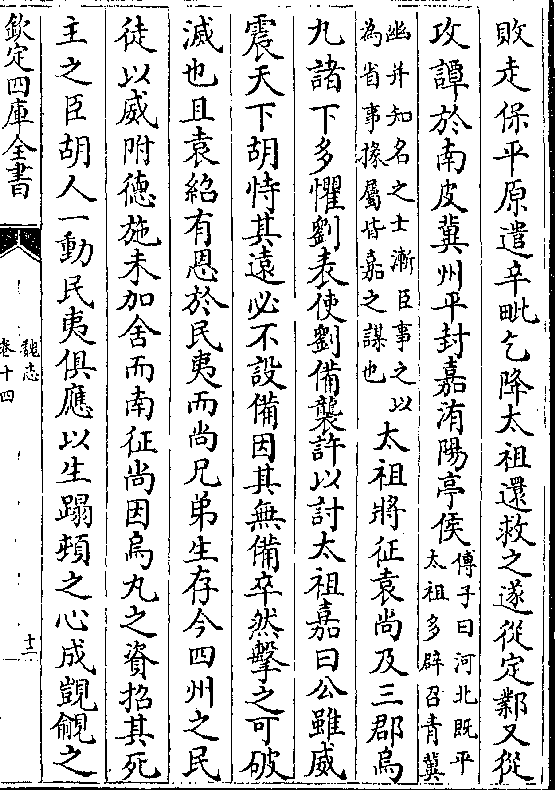 敗走保平原遣辛毗乞降太祖還救之遂從定鄴又從
攻譚於南皮冀州平封嘉洧陽亭侯傅子曰河北既平太祖多辟召青冀
幽并知名之士漸臣事之以為省事掾屬皆嘉之謀也太祖將征袁尚及三郡烏
九諸下多懼劉表使劉備襲許以討太祖嘉曰公雖威
震天下胡恃其遠必不設備因其無備卒然擊之可破
滅也且袁紹有恩於民夷而尚兄弟生存今四州之民
徒以威附德施未加舍而南征尚因烏丸之資招其死
主之臣胡人一動民夷俱應以生蹋頓之心成覬覦之
欽定四庫全書
魏志
卷十四
十二